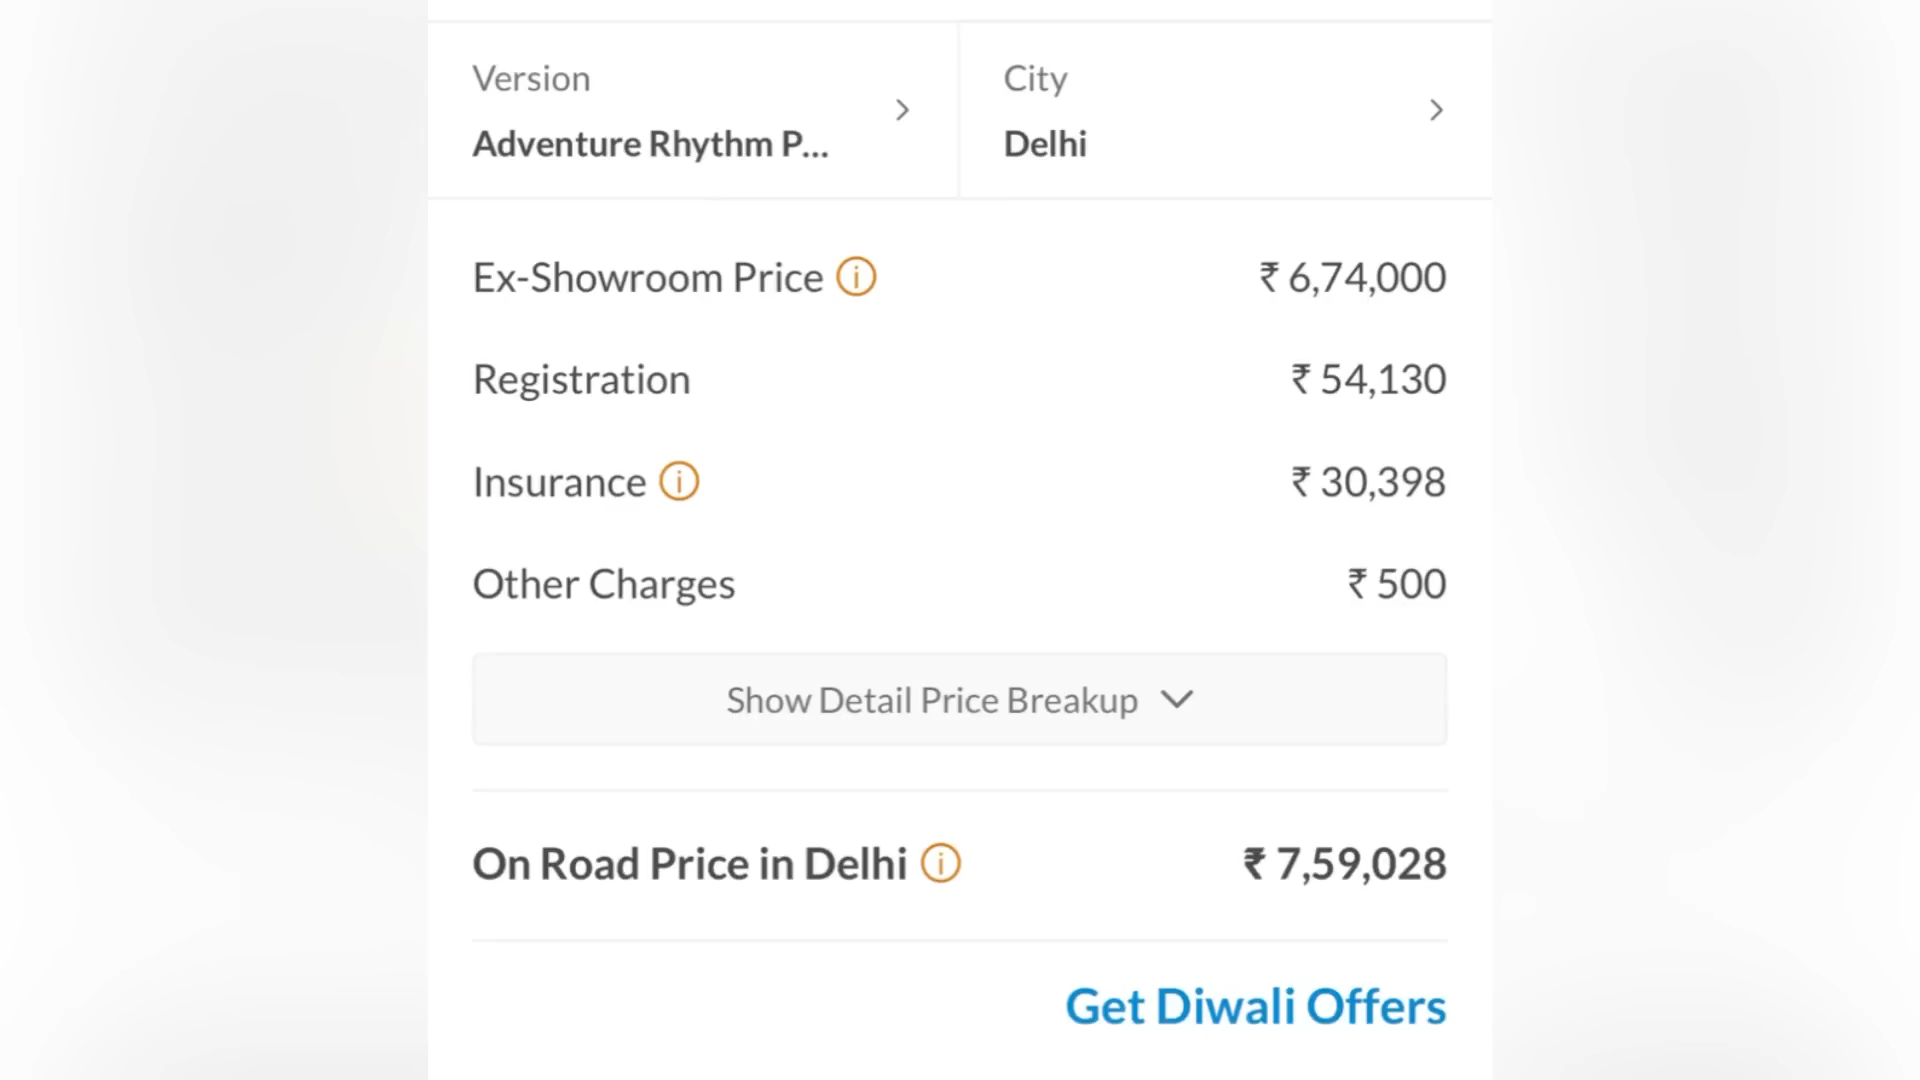 Version
Adventure Rhythm P...
City
Delhi
Ex-Showroom Price ₹ 6,74,000
Registration ₹ 54,130
Insurance ₹ 30,398
Other Charges ₹ 500
Show Detail Price Breakup
On Road Price in Delhi ₹ 7,59,028
Get Diwali Offers